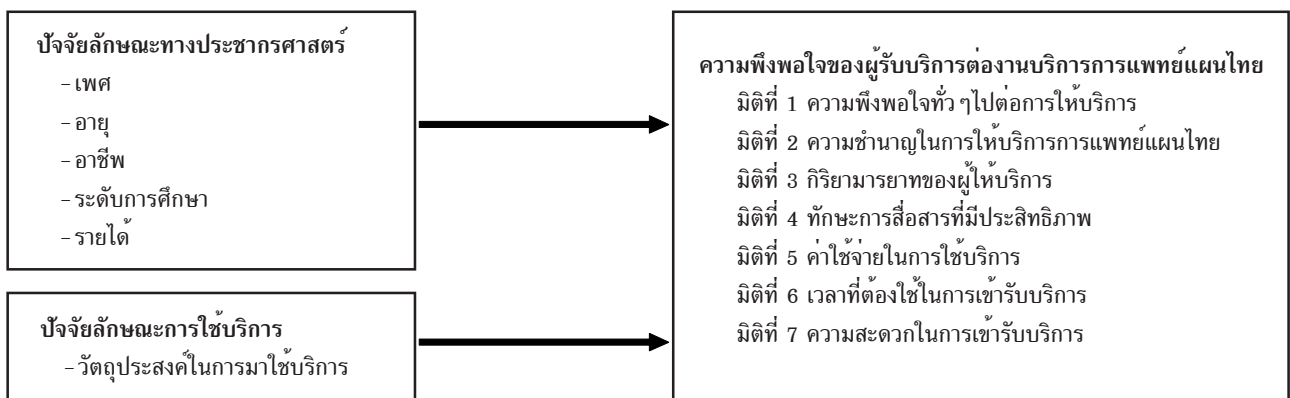 ปัจจัยลักษณะทางประชากรศาสตร์
-เพศ
-อายุ
-อาชีพ
-ระดับการศึกษา
-รายได้
ปัจจัยลักษณะการใช้บริการ
-วัตถุประสงค์ในการมาใช้บริการ
ความพึงพอใจของผู้รับบริการต่องานบริการการแพทย์แผนไทย
มิติที่ 1 ความพึงพอใจทั่วๆไปต่อการให้บริการ
มิติที่ 2 ความชำนาญในการให้บริการการแพทย์แผนไทย
มิติที่ 3 กิริยามารยาทของผู้ให้บริการ
มิติที่ 4 ทักษะการสื่อสารที่มีประสิทธิภาพ
มิติที่ 5 ค่าใช้จ่ายในการใช้บริการ
มิติที่ 6 เวลาที่ต้องใช้ในการเข้ารับบริการ
มิติที่ 7 ความสะดวกในการเข้ารับบริการ